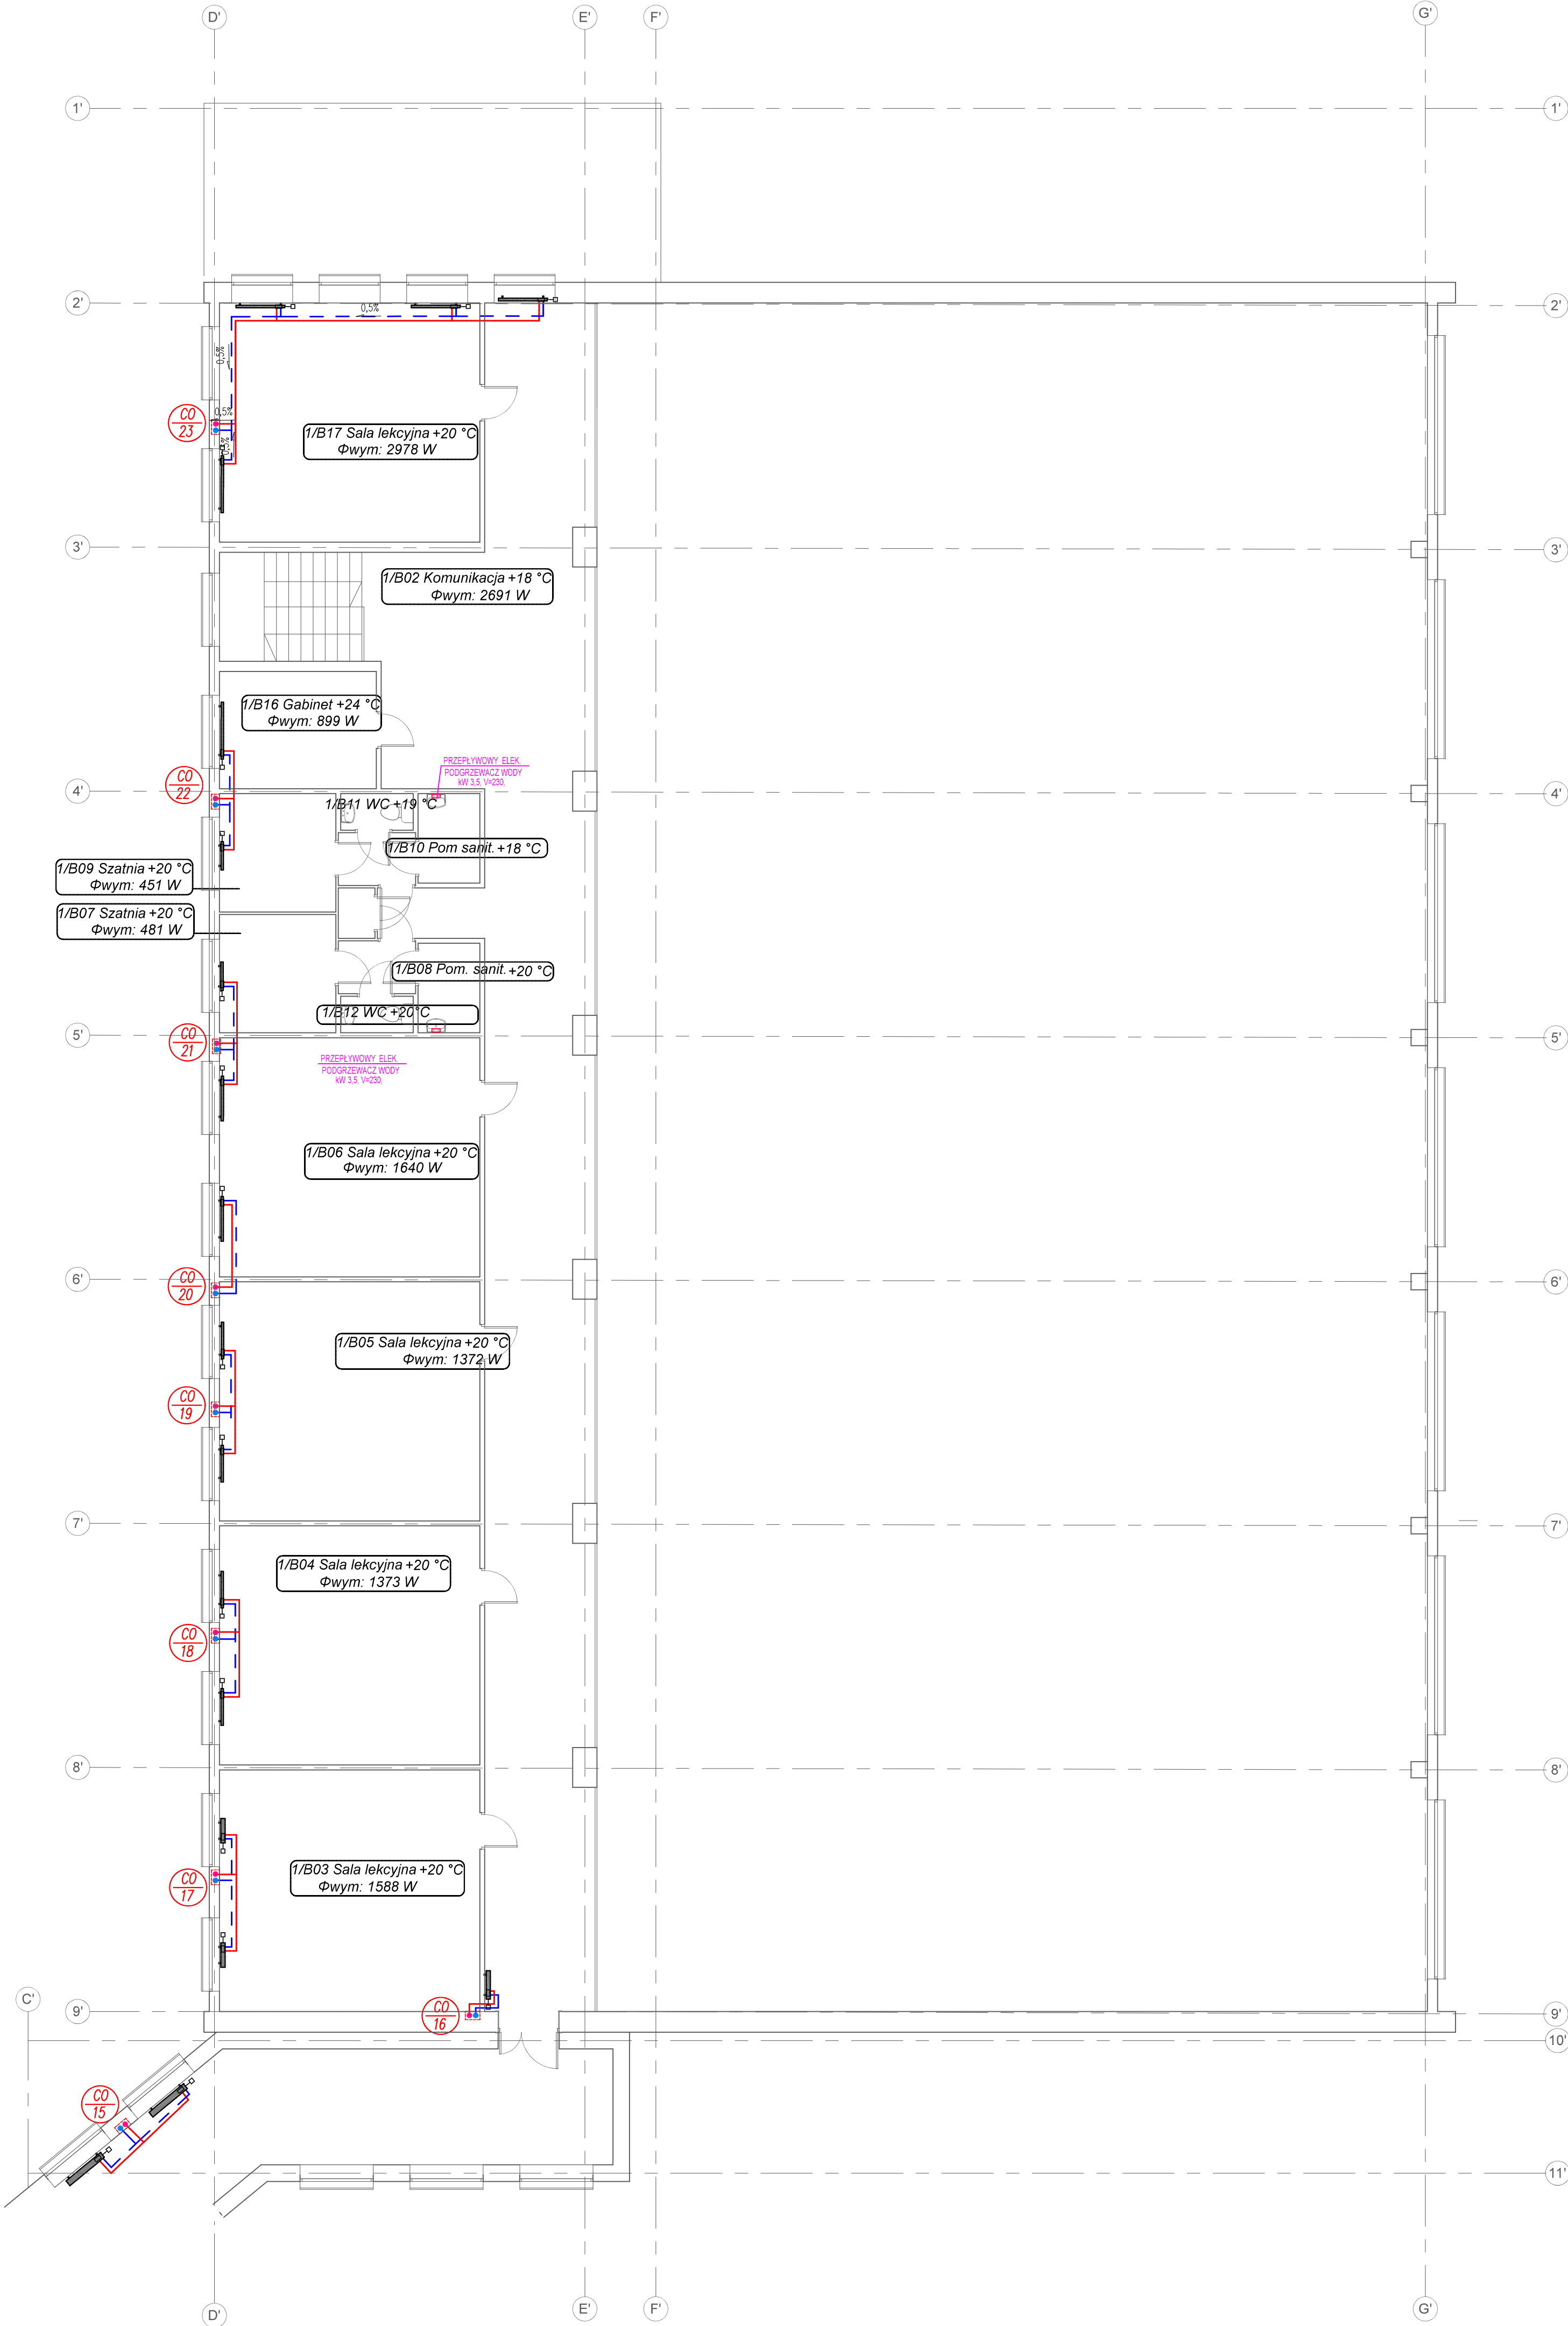 D'
E'
F'
G'
1'
1'
2'
2'
0,5%
0,5%
0,5%
0,5%
CO
23
1/B17 Sala lekcyjna +20 °C
Φwym: 2978 W
3'
3'
1/B02 Komunikacja +18 °C
Φwym: 2691 W
1/B16 Gabinet +24 °C
Φwym: 899 W
PRZEPŁYWOWY ELEK.
PODGRZEWACZ WODY
kW 3,5, V=230,
CO
22
4'
4'
1/B11 WC +19 °C
1/B10 Pom sanit. +18 °C
1/B09 Szatnia +20 °C
Φwym: 451 W
1/B07 Szatnia +20 °C
Φwym: 481 W
1/B08 Pom. sanit. +20 °C
1/B12 WC +20°C
5'
5'
CO
21
PRZEPŁYWOWY ELEK.
PODGRZEWACZ WODY
kW 3,5, V=230,
1/B06 Sala lekcyjna +20 °C
Φwym: 1640 W
6'
6'
CO
20
1/B05 Sala lekcyjna +20 °C
Φwym: 1372 W
CO
19
7'
7'
1/B04 Sala lekcyjna +20 °C
Φwym: 1373 W
CO
18
8'
8'
1/B03 Sala lekcyjna +20 °C
Φwym: 1588 W
CO
17
C'
9'
9'
CO
16
10'
CO
15
11'
D'
E'
F'
G'